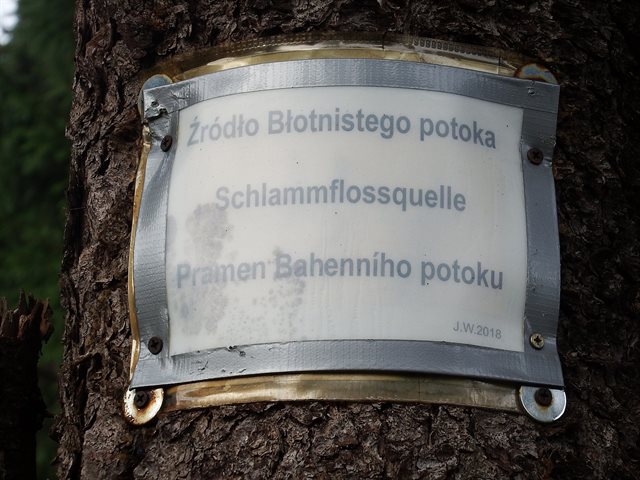 Źródło Błotnistego potoka
Schlammflossquelle
Pramen Bahenního potoku
J.W.2018